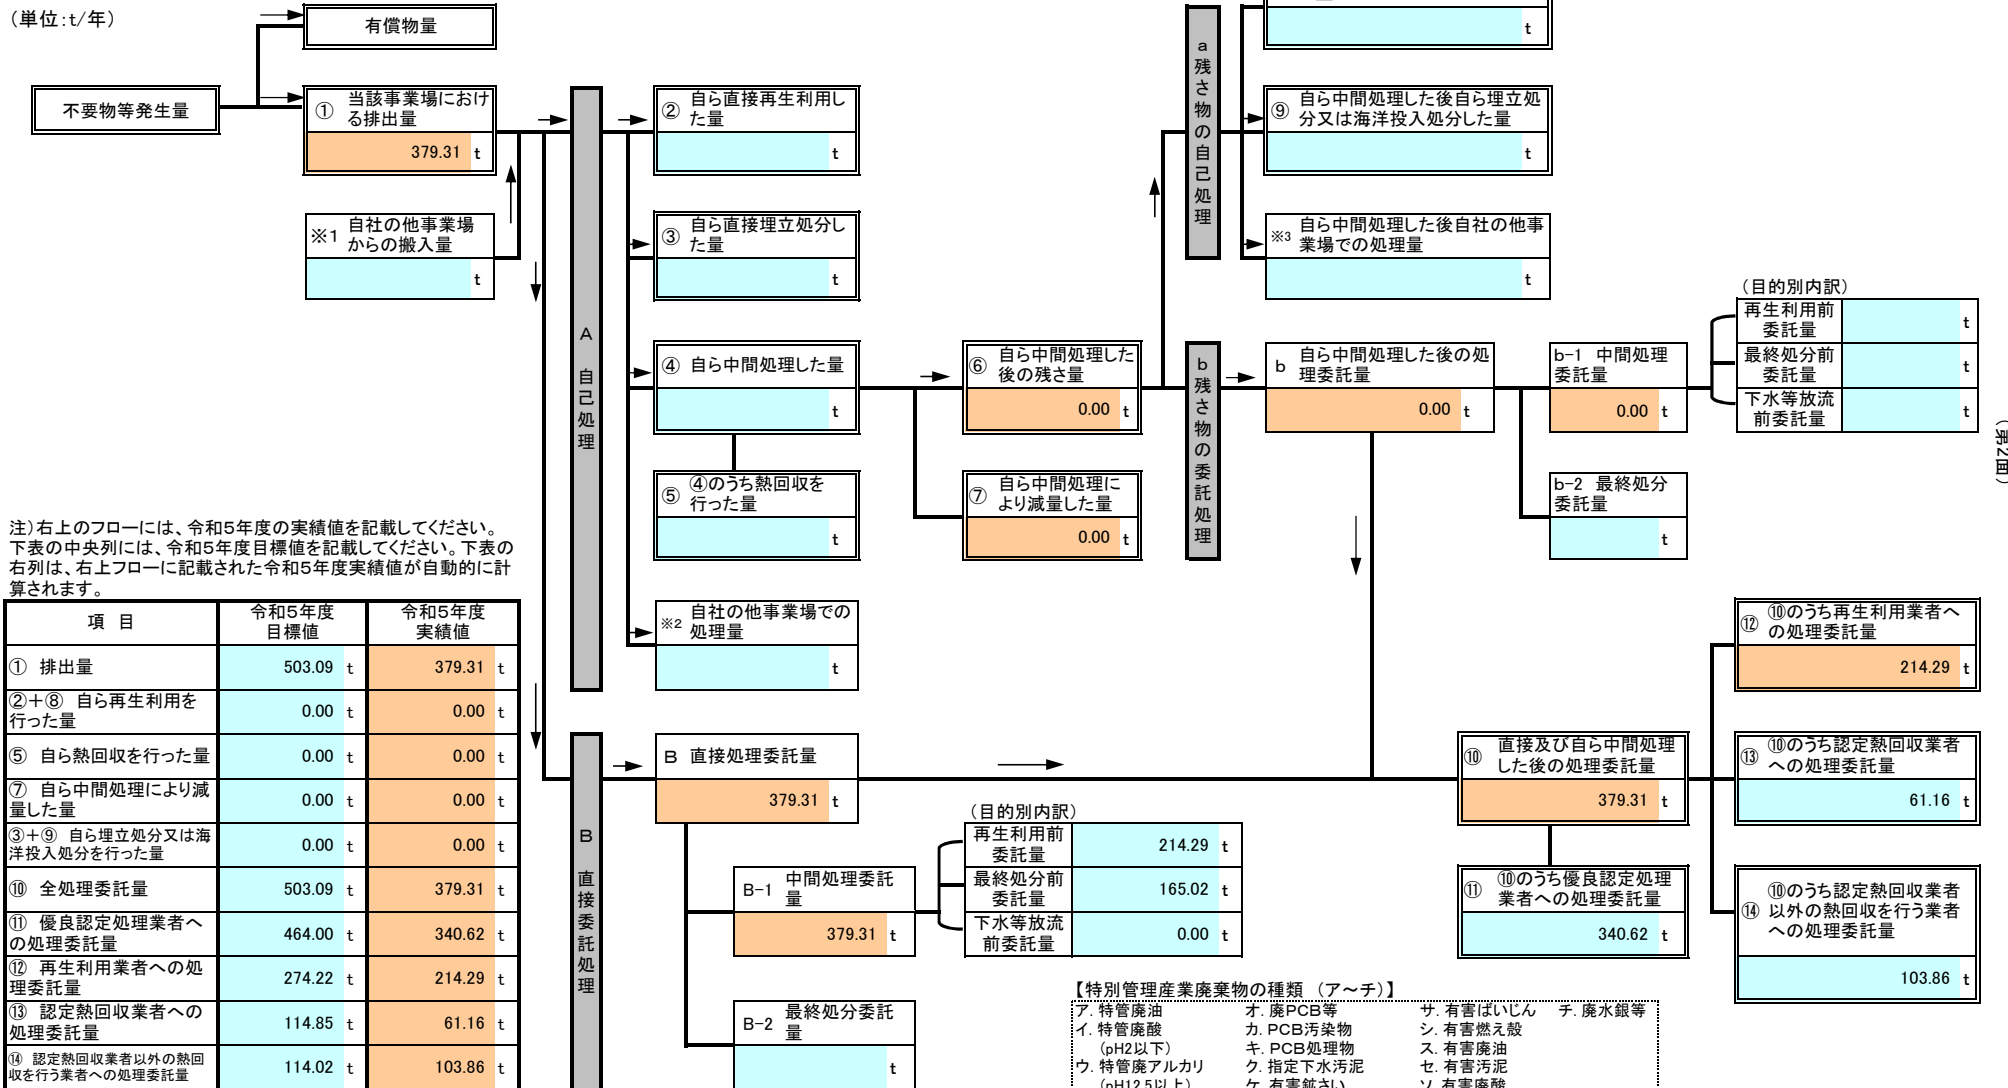 （単位：t/年）
有償物量
不要物等発生量
① 当該事業場におけ
る排出量
379.31 t
※1 自社の他事業場
からの搬入量
t
A 自己処理
② 自ら直接再生利用し
た量
t
③ 自ら直接埋立処分し
た量
t
④ 自ら中間処理した量
t
⑤ ④のうち熱回収を
行った量
t
※2 自社の他事業場での
処理量
t
⑥ 自ら中間処理した
後の残さ量
0.00 t
⑦ 自ら中間処理に
より減量した量
0.00 t
a 残さ物の自己処理
t
⑨ 自ら中間処理した後自ら埋立処
分又は海洋投入処分した量
t
※3 自ら中間処理した後自社の他事
業場での処理量
t
b 残さ物の委託処理
b 自ら中間処理した後の処
理委託量
0.00 t
b-1 中間処理
委託量
0.00 t
b-2 最終処分
委託量
t
（目的別内訳）
再生利用前
委託量 t
最終処分前
委託量 t
下水等放流
前委託量 t
（第2面）
注）右上のフローには、令和５年度の実績値を記載してください。
下表の中央列には、令和５年度目標値を記載してください。下表の
右列は、右上フローに記載された令和５年度実績値が自動的に計
算されます。
項 目 令和５年度 目標値 令和５年度 実績値
① 排出量 503.09 t 379.31 t
②＋⑧ 自ら再生利用を
行った量 0.00 t 0.00 t
⑤ 自ら熱回収を行った量 0.00 t 0.00 t
⑦ 自ら中間処理により減
量した量 0.00 t 0.00 t
③＋⑨ 自ら埋立処分又は海
洋投入処分を行った量 0.00 t 0.00 t
⑩ 全処理委託量 503.09 t 379.31 t
⑪ 優良認定処理業者へ
の処理委託量 464.00 t 340.62 t
⑫ 再生利用業者への処
理委託量 274.22 t 214.29 t
⑬ 認定熱回収業者への
処理委託量 114.85 t 61.16 t
⑭ 認定熱回収業者以外の熱回
収を行う業者への処理委託量 114.02 t 103.86 t
B 直接委託処理
B 直接処理委託量
379.31 t
B-1 中間処理委託
量
379.31 t
B-2 最終処分委託
量
t
（目的別内訳）
再生利用前
委託量 214.29 t
最終処分前
委託量 165.02 t
下水等放流
前委託量 0.00 t
⑩ 直接及び自ら中間処理
した後の処理委託量
379.31 t
⑪ ⑩のうち優良認定処理
業者への処理委託量
340.62 t
⑫ ⑩のうち再生利用業者へ
の処理委託量
214.29 t
⑬ ⑩のうち認定熱回収業者
への処理委託量
61.16 t
⑭ ⑩のうち認定熱回収業者
以外の熱回収を行う業者
への処理委託量
103.86 t
【特別管理産業廃棄物の種類 （ア～チ）】
ア．特管廃油 オ．廃PCB等 サ．有害ばいじん チ．廃水銀等
イ．特管廃酸 カ．PCB汚染物 シ．有害燃え殻
（pH2以下） キ．PCB処理物 ス．有害廃油
ウ．特管廃アルカリ ク．指定下水汚泥 セ．有害汚泥
（pH12.5以上） ケ．有害鉱さい ソ．有害廃酸